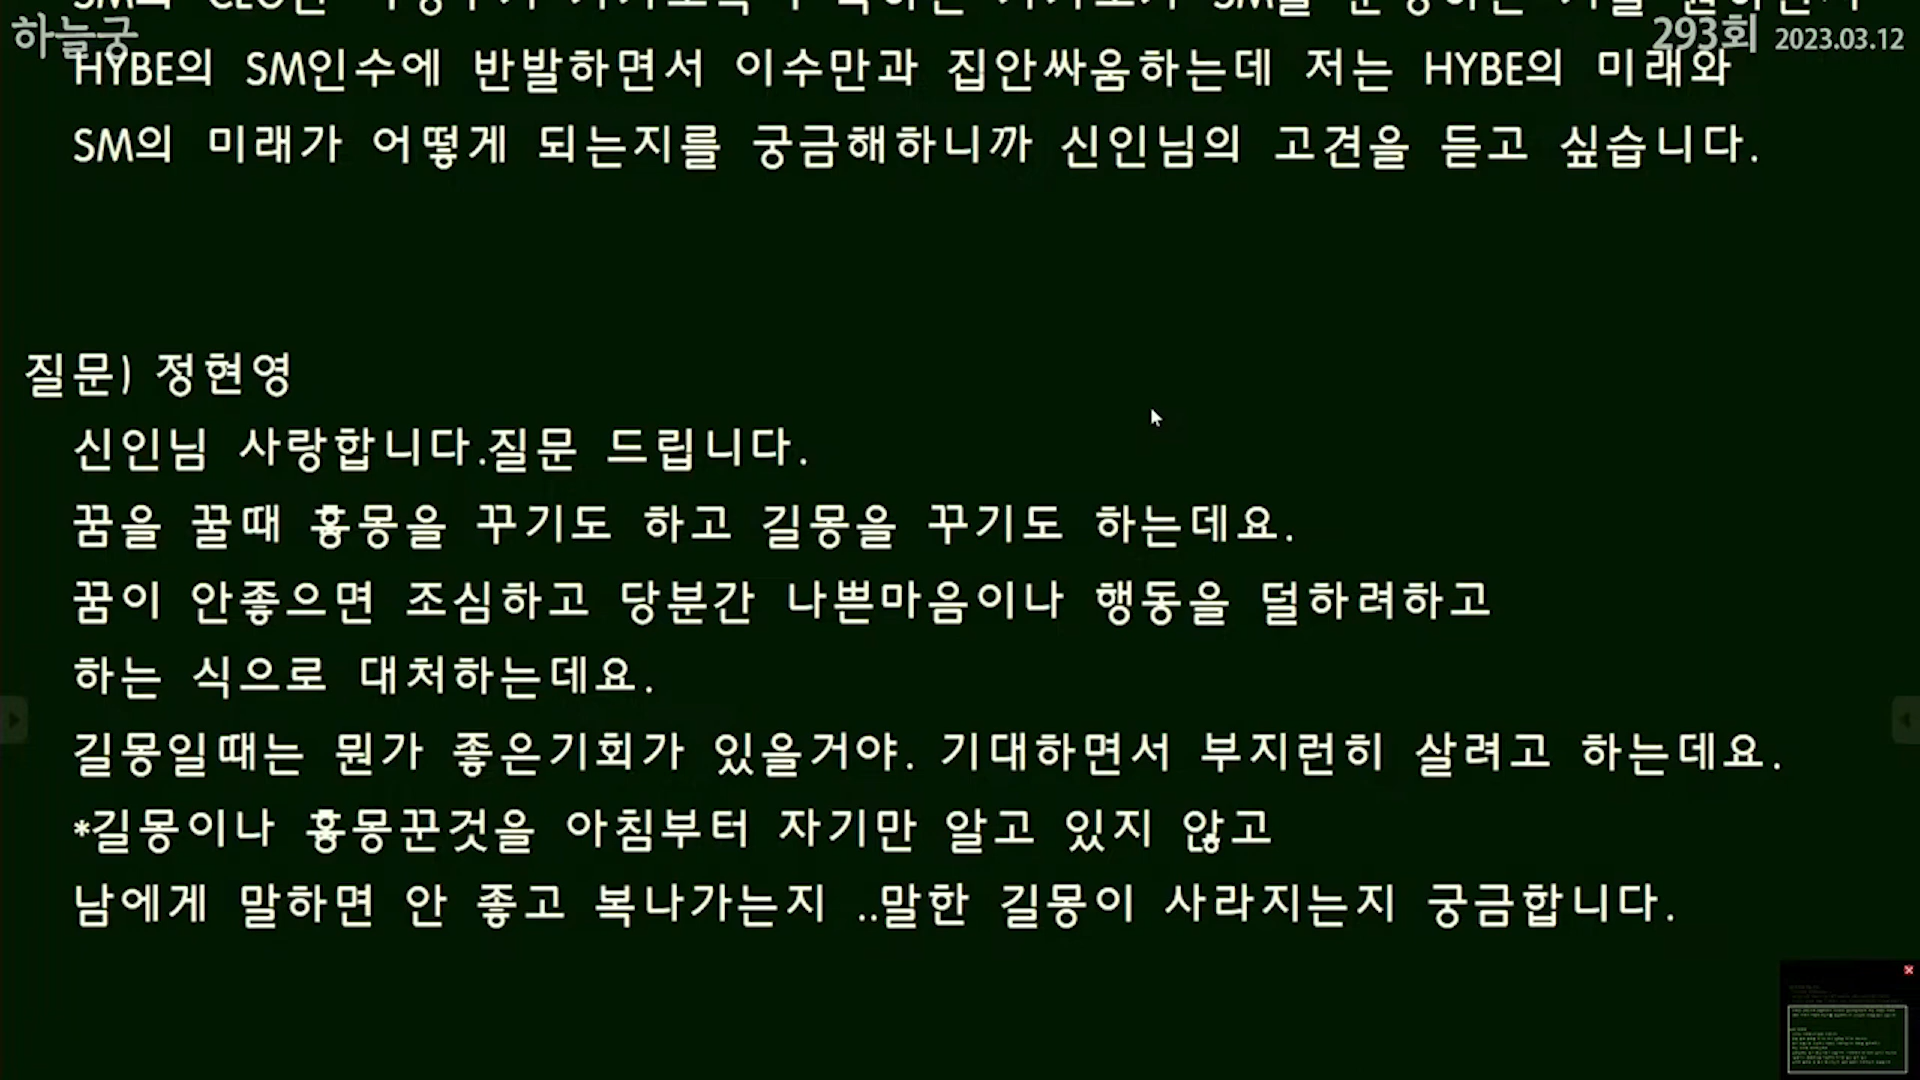 하늘궁
293회 2023.03.12
HYBE의 SM인수에 반발하면서 이수만과 집안싸움하는데 저는 HYBE의 미래와
SM의 미래가 어떻게 되는지를 궁금해하니까 신인님의 고견을 듣고 싶습니다.
질문) 정현영
신인님 사랑합니다.질문 드립니다.
꿈을 꿀때 흉몽을 꾸기도 하고 길몽을 꾸기도 하는데요.
꿈이 안좋으면 조심하고 당분간 나쁜마음이나 행동을 덜하려하고
하는 식으로 대처하는데요.
길몽일때는 뭔가 좋은기회가 있을거야. 기대하면서 부지런히 살려고 하는데요.
*길몽이나 흉몽꾼것을 아침부터 자기만 알고 있지 않고
남에게 말하면 안 좋고 복나가는지 ..말한 길몽이 사라지는지 궁금합니다.